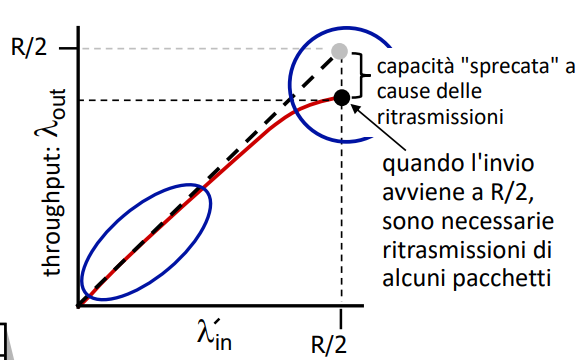 R/2
capacità "sprecata" a
cause delle
ritrasmissioni
throughput: λout
quando l'invio
avviene a R/2,
sono necessarie
ritrasmissioni di
alcuni pacchetti
λ'in
R/2